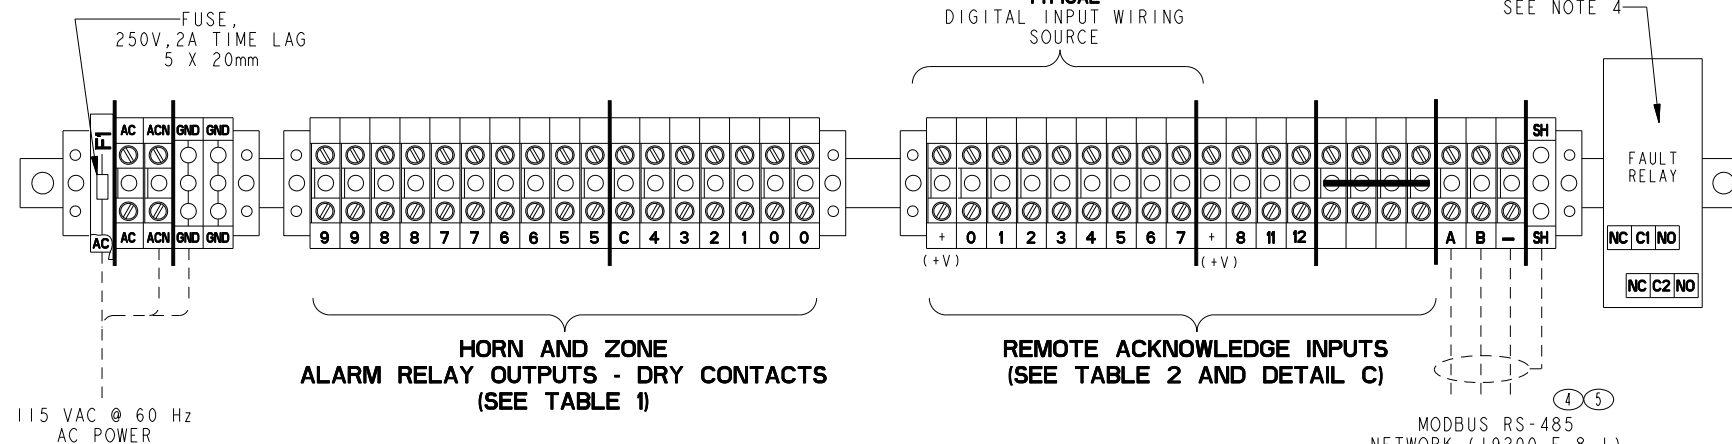 FUSE,
250V,2A TIME LAG
5 X 20mm
TYPICAL
DIGITAL INPUT WIRING
SOURCE
SEE NOTE 4
F1
AC ACN GND GND
SH
FAULT
RELAY
AC AC ACN GND GND
9 9 8 8 7 7 6 6 5 5 C 4 3 2 1 0 0
+ 0 1 2 3 4 5 6 7 + 8 11 12
A B – SH
NC C1 NO
(+V) (+V)
NC C2 NO
HORN AND ZONE
ALARM RELAY OUTPUTS - DRY CONTACTS
(SEE TABLE 1)
REMOTE ACKNOWLEDGE INPUTS
(SEE TABLE 2 AND DETAIL C)
115 VAC @ 60 Hz
AC POWER
4 5
MODBUS RS-485
NETWORK (19200,E,8,1)